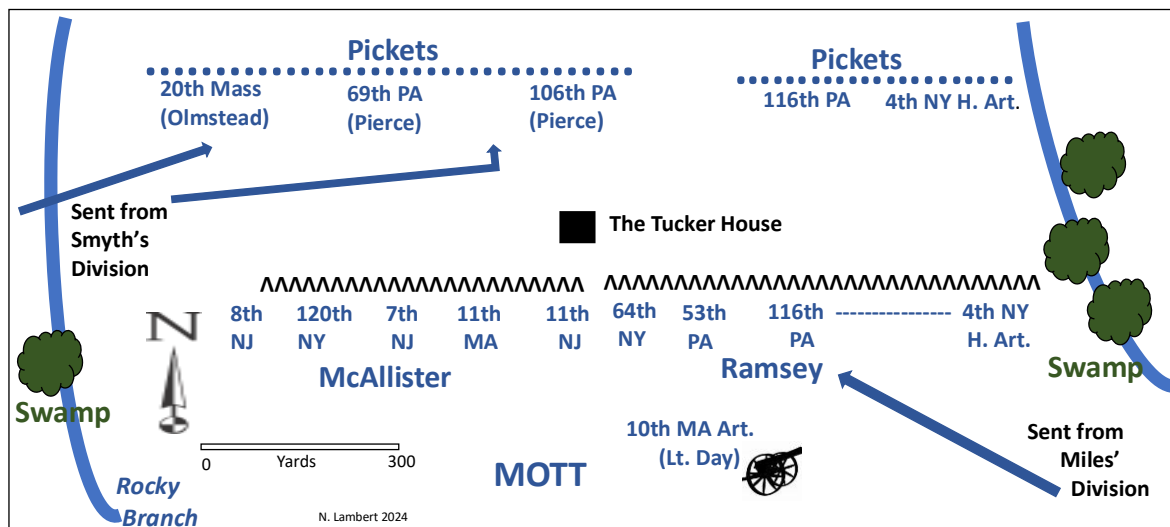 Pickets
20th Mass
(Olmstead)
69th PA
(Pierce)
106th PA
(Pierce)
Pickets
116th PA
4th NY H. Art.
Sent from
Smyth’s
Division
The Tucker House
8th
NJ
120th
NY
7th
NJ
11th
MA
11th
NJ
McAllister
64th
NY
53th
PA
116th
PA
----------------
4th NY
H. Art.
Ramsey
Swamp
Swamp
N
0
Yards
300
Rocky
Branch
10th MA Art.
(Lt. Day)
MOTT
Sent from
Miles’
Division
N. Lambert 2024